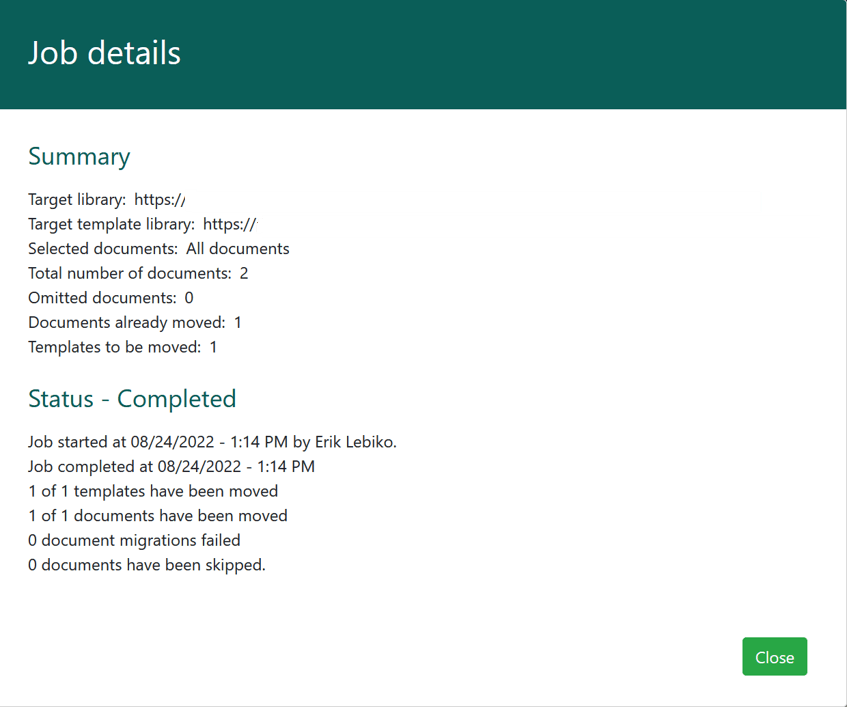 Job details
Summary
Target library: https://
Target template library: https://
Selected documents: All documents
Total number of documents: 2
Omitted documents: 0
Documents already moved: 1
Templates to be moved: 1
Status - Completed
Job started at 08/24/2022 - 1:14 PM by Erik Lebiko.
Job completed at 08/24/2022 - 1:14 PM
1 of 1 templates have been moved
1 of 1 documents have been moved
0 document migrations failed
0 documents have been skipped.
Close